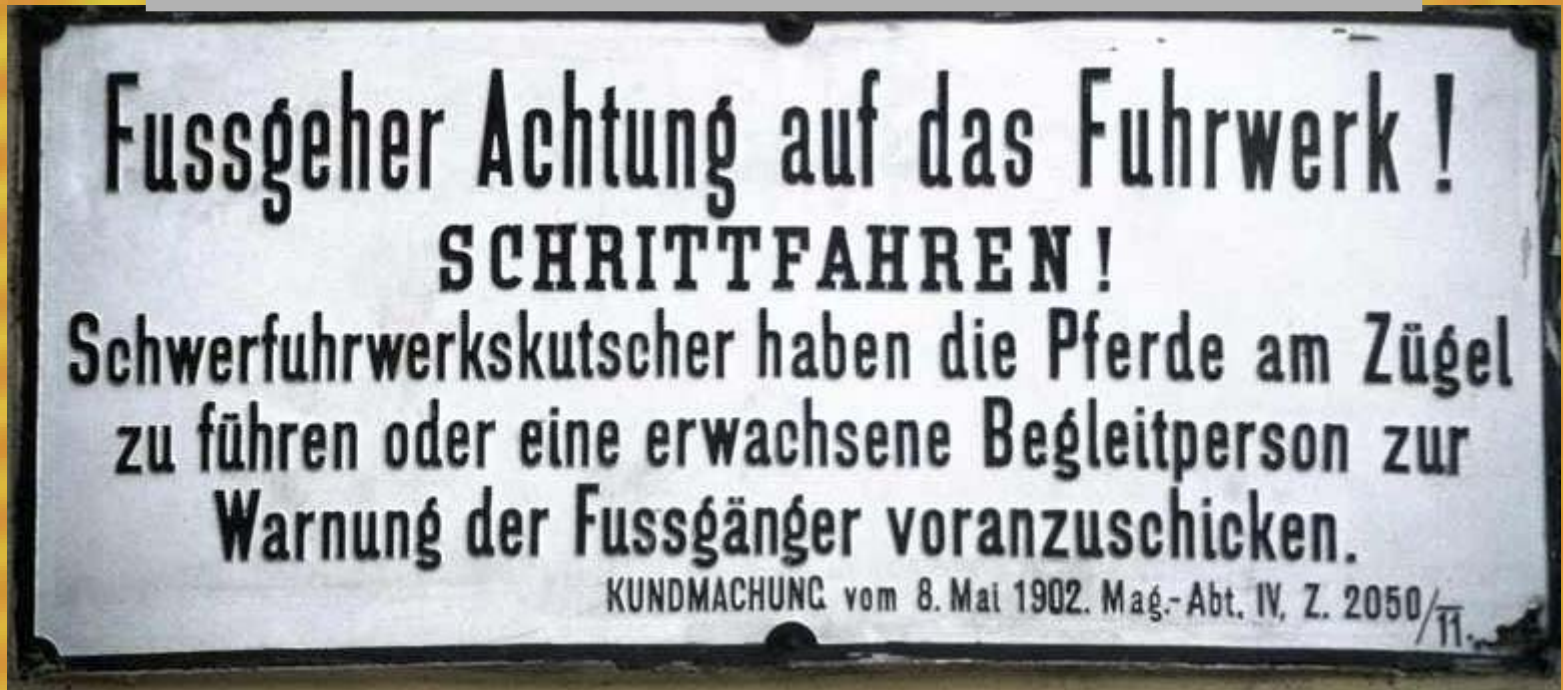 Fussgeher Achtung auf das Fuhrwerk !
SCHRITTFAHREN !
Schwerfuhrwerkskutscher haben die Pferde am Zügel
zu führen oder eine erwachsene Begleitperson zur
Warnung der Fussgänger voranzuschicken.
KUNDMACHUNG vom 8. Mai 1902. Mag.-Abt. IV, Z. 2050/II.